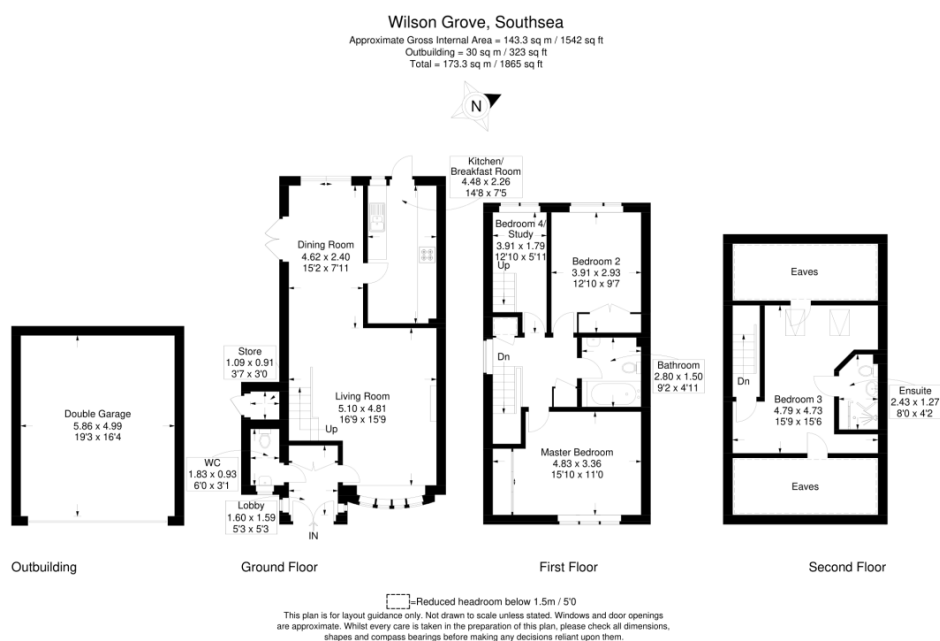 Wilson Grove, Southsea
Approximate Gross Internal Area = 143.3 sq m / 1542 sq ft
Outbuilding = 30 sq m / 323 sq ft
Total = 173.3 sq m / 1865 sq ft
N
Double Garage
5.86 x 4.99
19'3 x 16'4
Outbuilding
Kitchen/
Breakfast Room
4.48 x 2.26
14'8 x 7'5
Dining Room
4.62 x 2.40
15'2 x 7'11
Store
1.09 x 0.91
3'7 x 3'0
Living Room
5.10 x 4.81
16'9 x 15'9
Up
WC
1.83 x 0.93
6'0 x 3'1
Lobby
1.60 x 1.59
5'3 x 5'3
IN
Ground Floor
Bedroom 4/
Study
3.91 x 1.79
12'10 x 5'11
Up
Bedroom 2
3.91 x 2.93
12'10 x 9'7
Dn
Bathroom
2.80 x 1.50
9'2 x 4'11
Master Bedroom
4.83 x 3.36
15'10 x 11'0
First Floor
Eaves
Dn
Bedroom 3
4.79 x 4.73
15'9 x 15'6
Ensuite
2.43 x 1.27
8'0 x 4'2
Eaves
Second Floor
=Reduced headroom below 1.5m / 5'0
This plan is for layout guidance only. Not drawn to scale unless stated. Windows and door openings
are approximate. Whilst every care is taken in the preparation of this plan, please check all dimensions,
shapes and compass bearings before making any decisions reliant upon them.